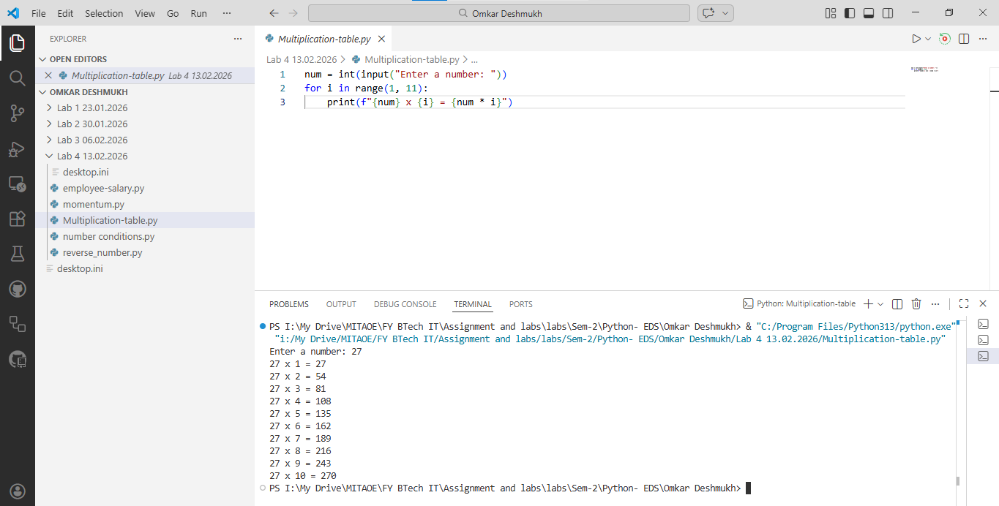 File Edit Selection View Go Run ··· Omkar Deshmukh
EXPLORER ···
OPEN EDITORS
Multiplication-table.py Lab 4 13.02.2026
OMKAR DESHMUKH
Lab 1 23.01.2026
Lab 2 30.01.2026
Lab 3 06.02.2026
Lab 4 13.02.2026
desktop.ini
employee-salary.py
momentum.py
Multiplication-table.py
number conditions.py
reverse_number.py
desktop.ini
Multiplication-table.py
Lab 4 13.02.2026 > Multiplication-table.py > ...
1 num = int(input("Enter a number: "))
2 for i in range(1, 11):
3 print(f"{num} x {i} = {num * i}")
PROBLEMS OUTPUT DEBUG CONSOLE TERMINAL PORTS Python: Multiplication-table
PS I:\My Drive\MITAOE\FY BTech IT\Assignment and labs\labs\Sem-2\Python- EDS\Omkar Deshmukh> & "C:/Program Files/Python313/python.exe"
"i:/My Drive/MITAOE/FY BTech IT/Assignment and labs/labs/Sem-2/Python- EDS/Omkar Deshmukh/Lab 4 13.02.2026/Multiplication-table.py"
Enter a number: 27
27 x 1 = 27
27 x 2 = 54
27 x 3 = 81
27 x 4 = 108
27 x 5 = 135
27 x 6 = 162
27 x 7 = 189
27 x 8 = 216
27 x 9 = 243
27 x 10 = 270
PS I:\My Drive\MITAOE\FY BTech IT\Assignment and labs\labs\Sem-2\Python- EDS\Omkar Deshmukh>